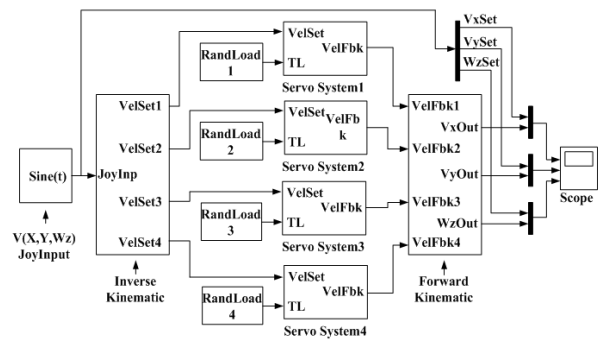 VxSet
VySet
WzSet
RandLoad
1
VelSet
VelFbk
TL
Servo System1
VelSet1
VelSet2
VelSet3
VelSet4
JoyInp
Sine(t)
V(X,Y,Wz)
JoyInput
Inverse
Kinematic
RandLoad
2
VelSet
VelFb
k
TL
Servo System2
RandLoad
3
VelSet
VelFbk
TL
Servo System3
RandLoad
4
VelSet
VelFbk
TL
Servo System4
VelFbk1
VxOut
VelFbk2
VyOut
VelFbk3
WzOut
VelFbk4
Forward
Kinematic
Scope